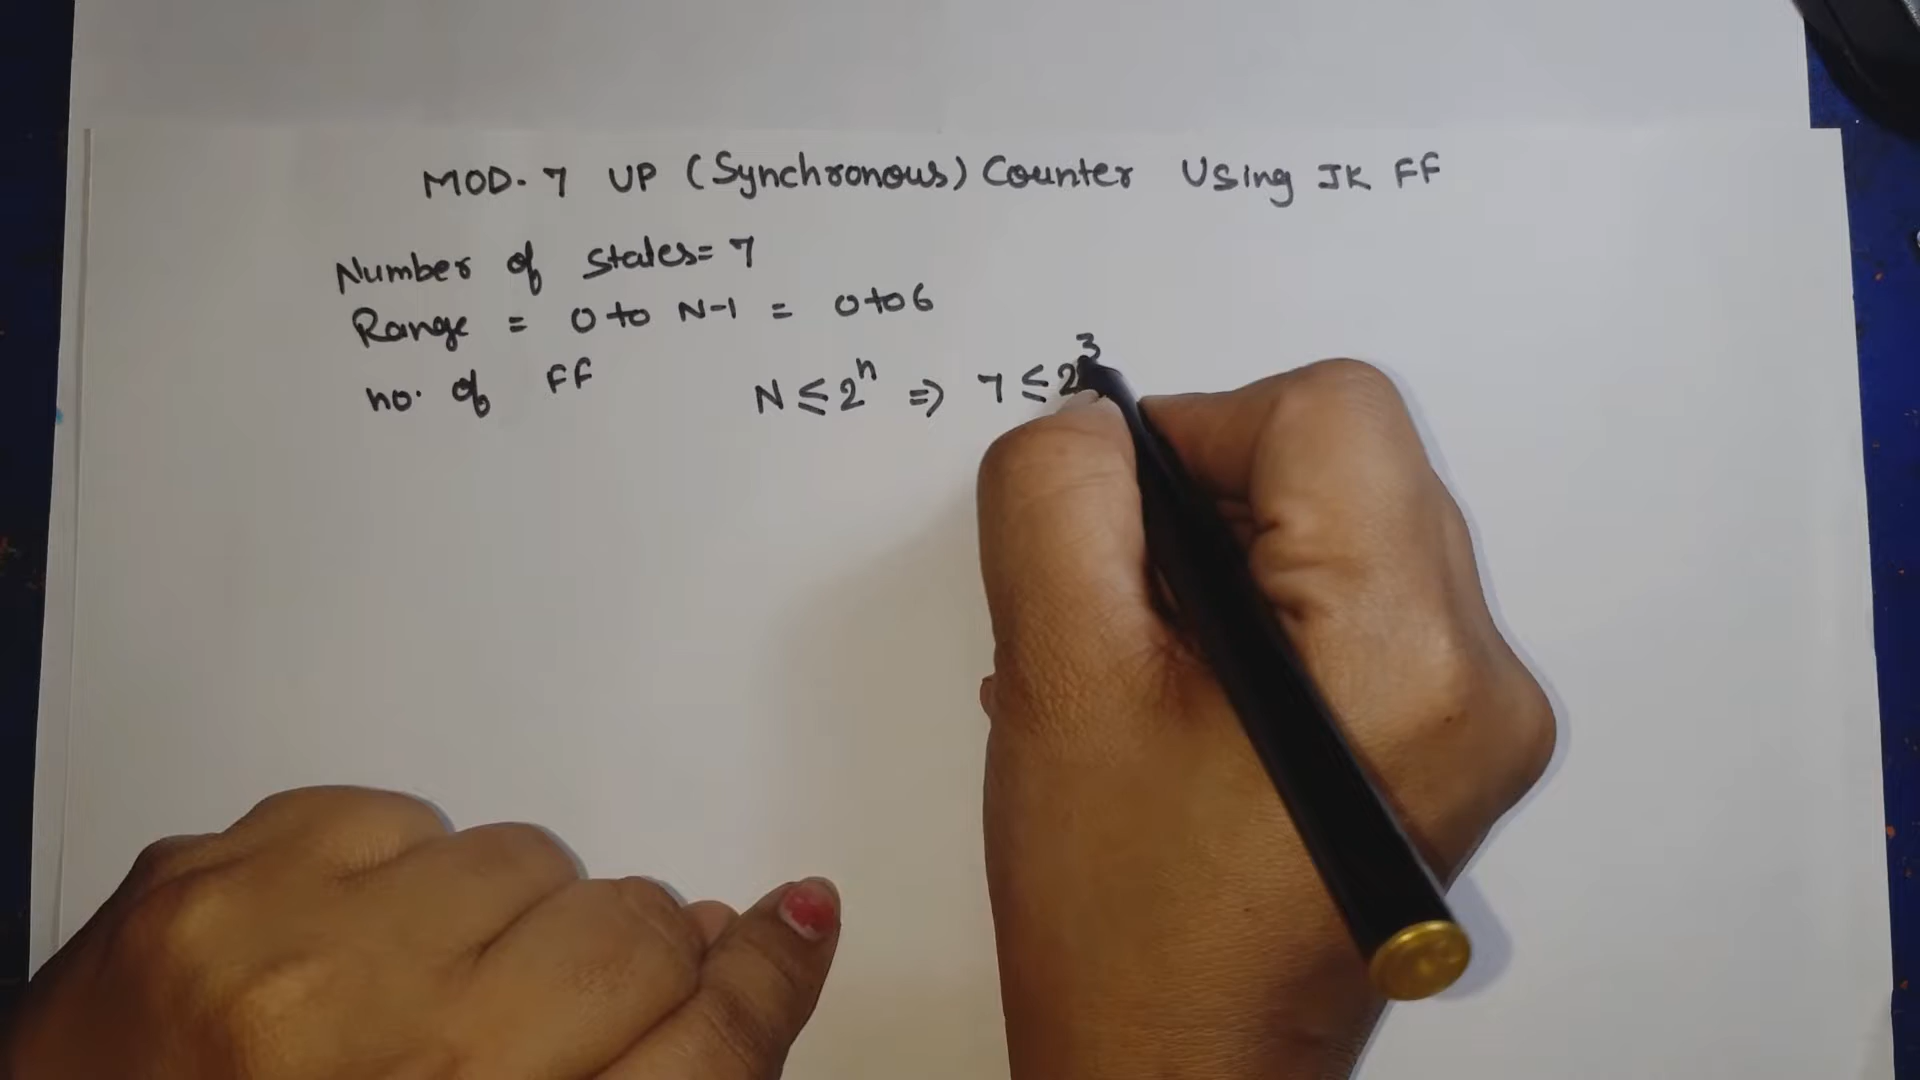 MOD-7 UP (Synchronous) Counter Using JK FF
Number of states = 7
Range = 0 to N-1 = 0 to 6
no. of FF N ≤ 2ⁿ ⇒ 7 ≤ 2³